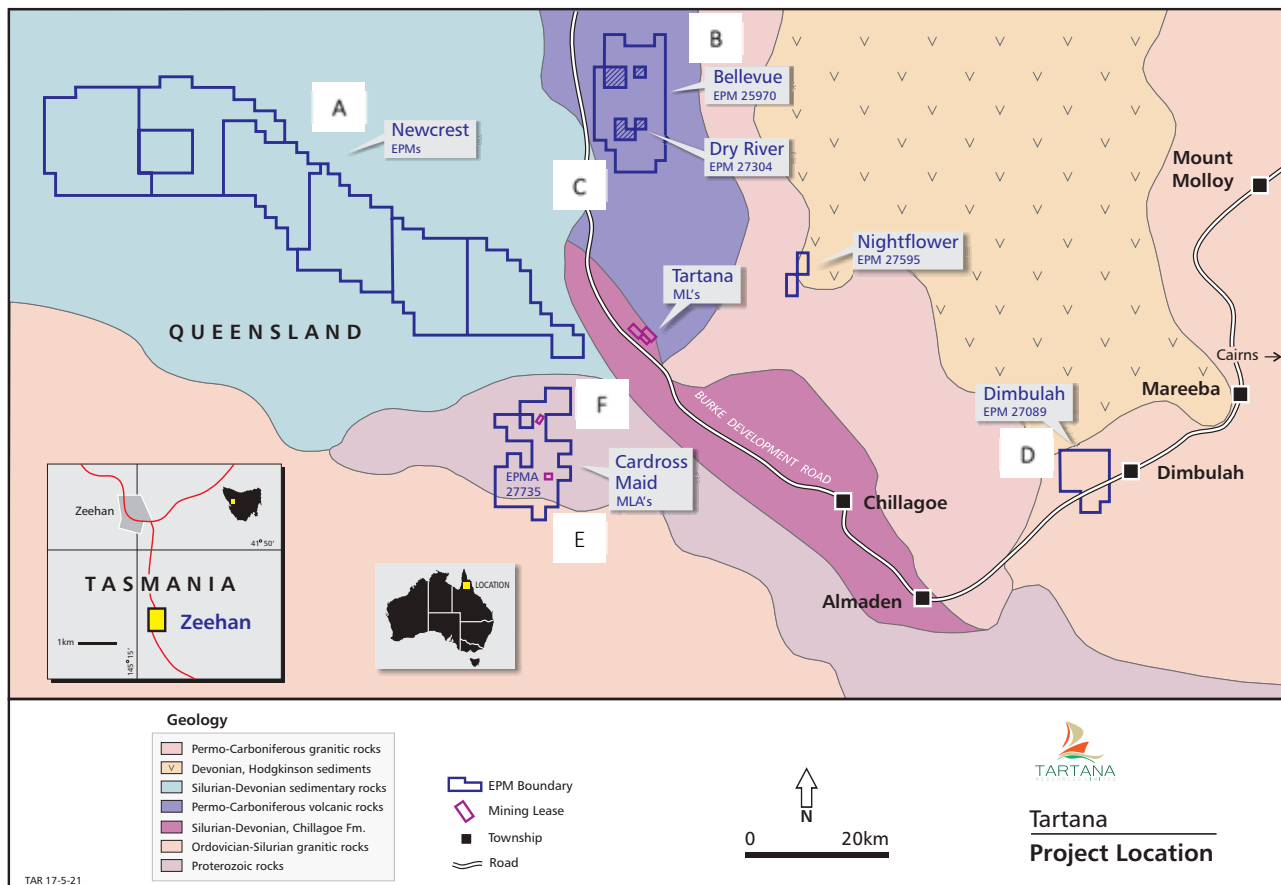 A
B
Newcrest
EPMs
Bellevue
EPM 25970
Dry River
EPM 27304
C
Mount
Molloy
Nightflower
EPM 27595
Tartana
ML's
QUEENSLAND
Cairns
Mareeba
BURKE DEVELOPMENT ROAD
Dimbulah
EPM 27089
D
Dimbulah
F
Cardross
Maid
MLA's
EPMA
27735
E
Chillagoe
Almaden
Zeehan
41° 50'
TASMANIA
Zeehan
1km
145° 15'
LOCATION
Geology
Permo-Carboniferous granitic rocks
V Devonian, Hodgkinson sediments
Silurian-Devonian sedimentary rocks
Permo-Carboniferous volcanic rocks
Silurian-Devonian, Chillagoe Fm.
Ordovician-Silurian granitic rocks
Proterozoic rocks
EPM Boundary
Mining Lease
Township
Road
N
0 20km
TARTANA
Tartana
Project Location
TAR 17-5-21